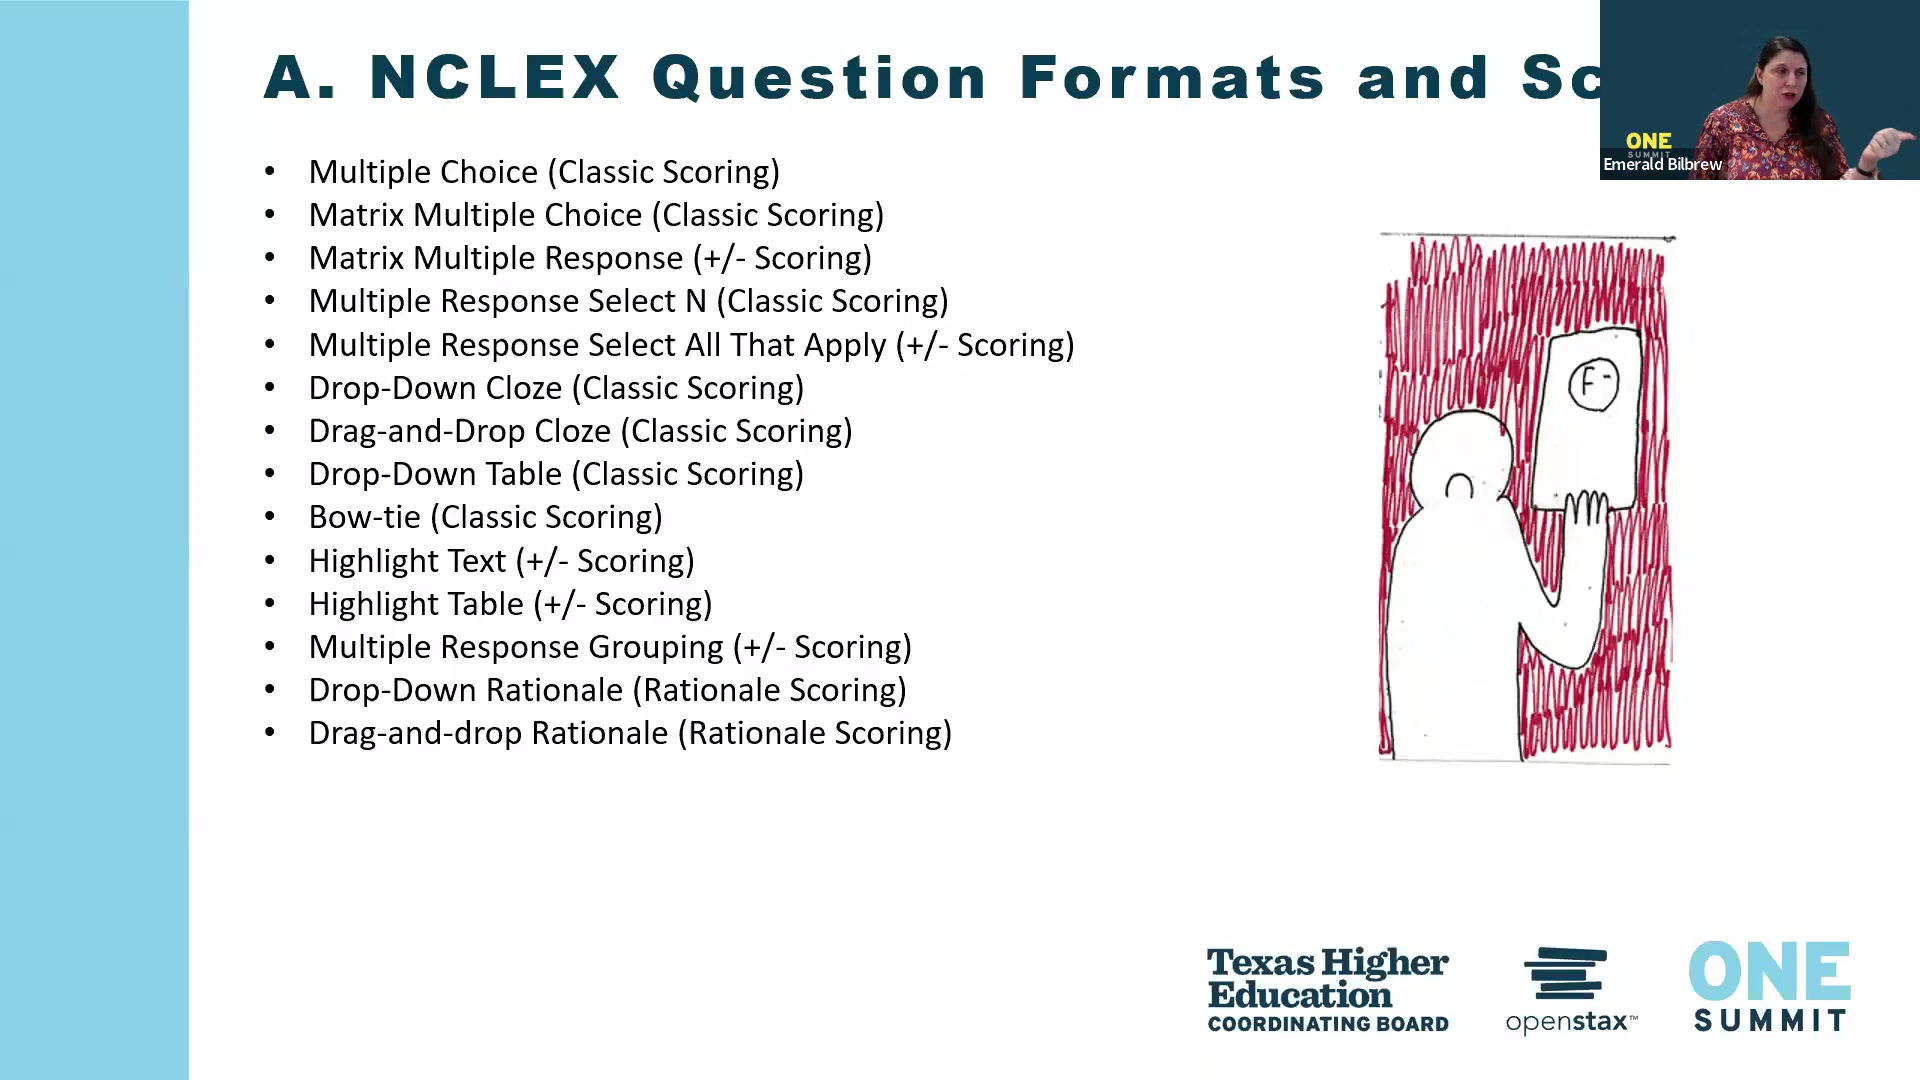 A. NCLEX Question Formats and Sc
• Multiple Choice (Classic Scoring)
• Matrix Multiple Choice (Classic Scoring)
• Matrix Multiple Response (+/- Scoring)
• Multiple Response Select N (Classic Scoring)
• Multiple Response Select All That Apply (+/- Scoring)
• Drop-Down Cloze (Classic Scoring)
• Drag-and-Drop Cloze (Classic Scoring)
• Drop-Down Table (Classic Scoring)
• Bow-tie (Classic Scoring)
• Highlight Text (+/- Scoring)
• Highlight Table (+/- Scoring)
• Multiple Response Grouping (+/- Scoring)
• Drop-Down Rationale (Rationale Scoring)
• Drag-and-drop Rationale (Rationale Scoring)
ONE
SUMMIT
Emerald Bilbrew
F-
Texas Higher
Education
COORDINATING BOARD
openstax™
ONE
SUMMIT